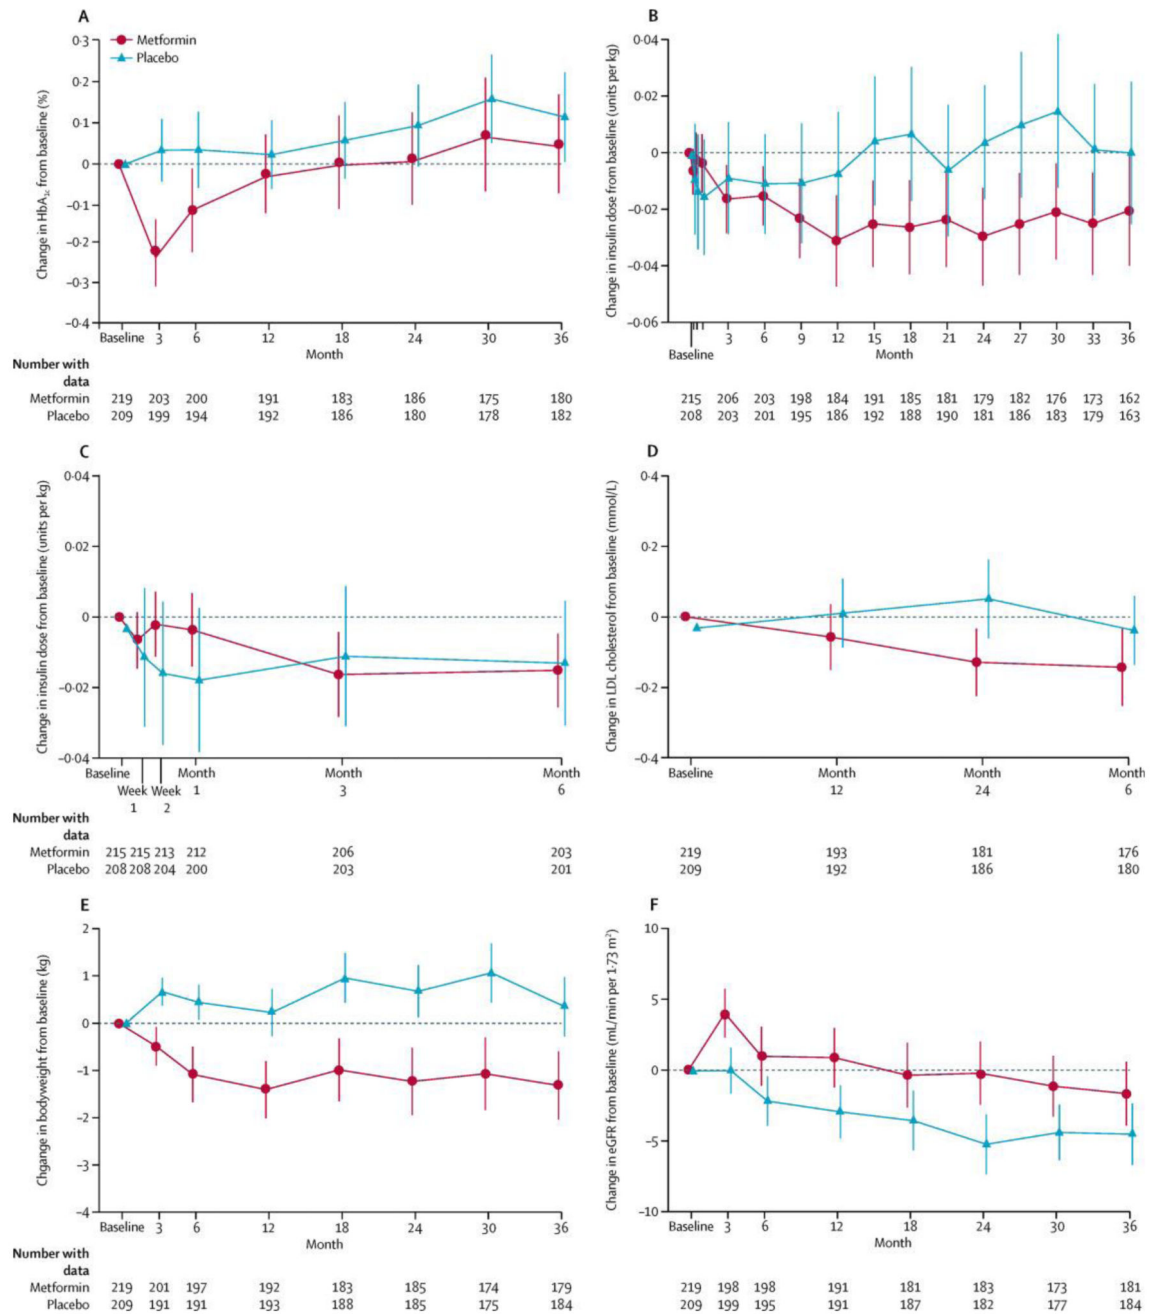 A
Change in HbA1c from baseline (%)
Metformin
Placebo
0·3
0·2
0·1
0
–0·1
–0·2
–0·3
–0·4
Baseline 3 6 12 18 24 30 36
Month
Number with
data
Metformin 219 203 200 191 183 186 175 180
Placebo 209 199 194 192 186 180 178 182
B
Change in insulin dose from baseline (units per kg)
0·04
0·02
0
–0·02
–0·04
–0·06
3 6 9 12 15 18 21 24 27 30 33 36
Baseline Month
215 206 203 198 184 191 185 181 179 182 176 173 162
208 203 201 195 186 192 188 190 181 186 183 179 163
C
Change in insulin dose from baseline (units per kg)
0·04
0·02
0
–0·02
–0·04
Baseline Week 1 Week 2 Month 1 Month 3 Month 6
Number with
data
Metformin 215 215 213 212 206 203
Placebo 208 208 204 200 203 201
D
Change in LDL cholesterol from baseline (mmol/L)
0·4
0·2
0
–0·2
–0·4
Baseline Month 12 Month 24 Month 6
219 193 181 176
209 192 186 180
E
Chgange in bodyweight from baseline (kg)
2
1
0
–1
–2
–3
–4
Baseline 3 6 12 18 24 30 36
Month
Number with
data
Metformin 219 201 197 192 183 185 174 179
Placebo 209 191 191 193 188 185 175 184
F
Change in eGFR from baseline (mL/min per 1·73 m²)
10
5
0
–5
–10
Baseline 3 6 12 18 24 30 36
Month
219 198 198 191 181 183 173 181
209 199 195 191 187 182 177 184